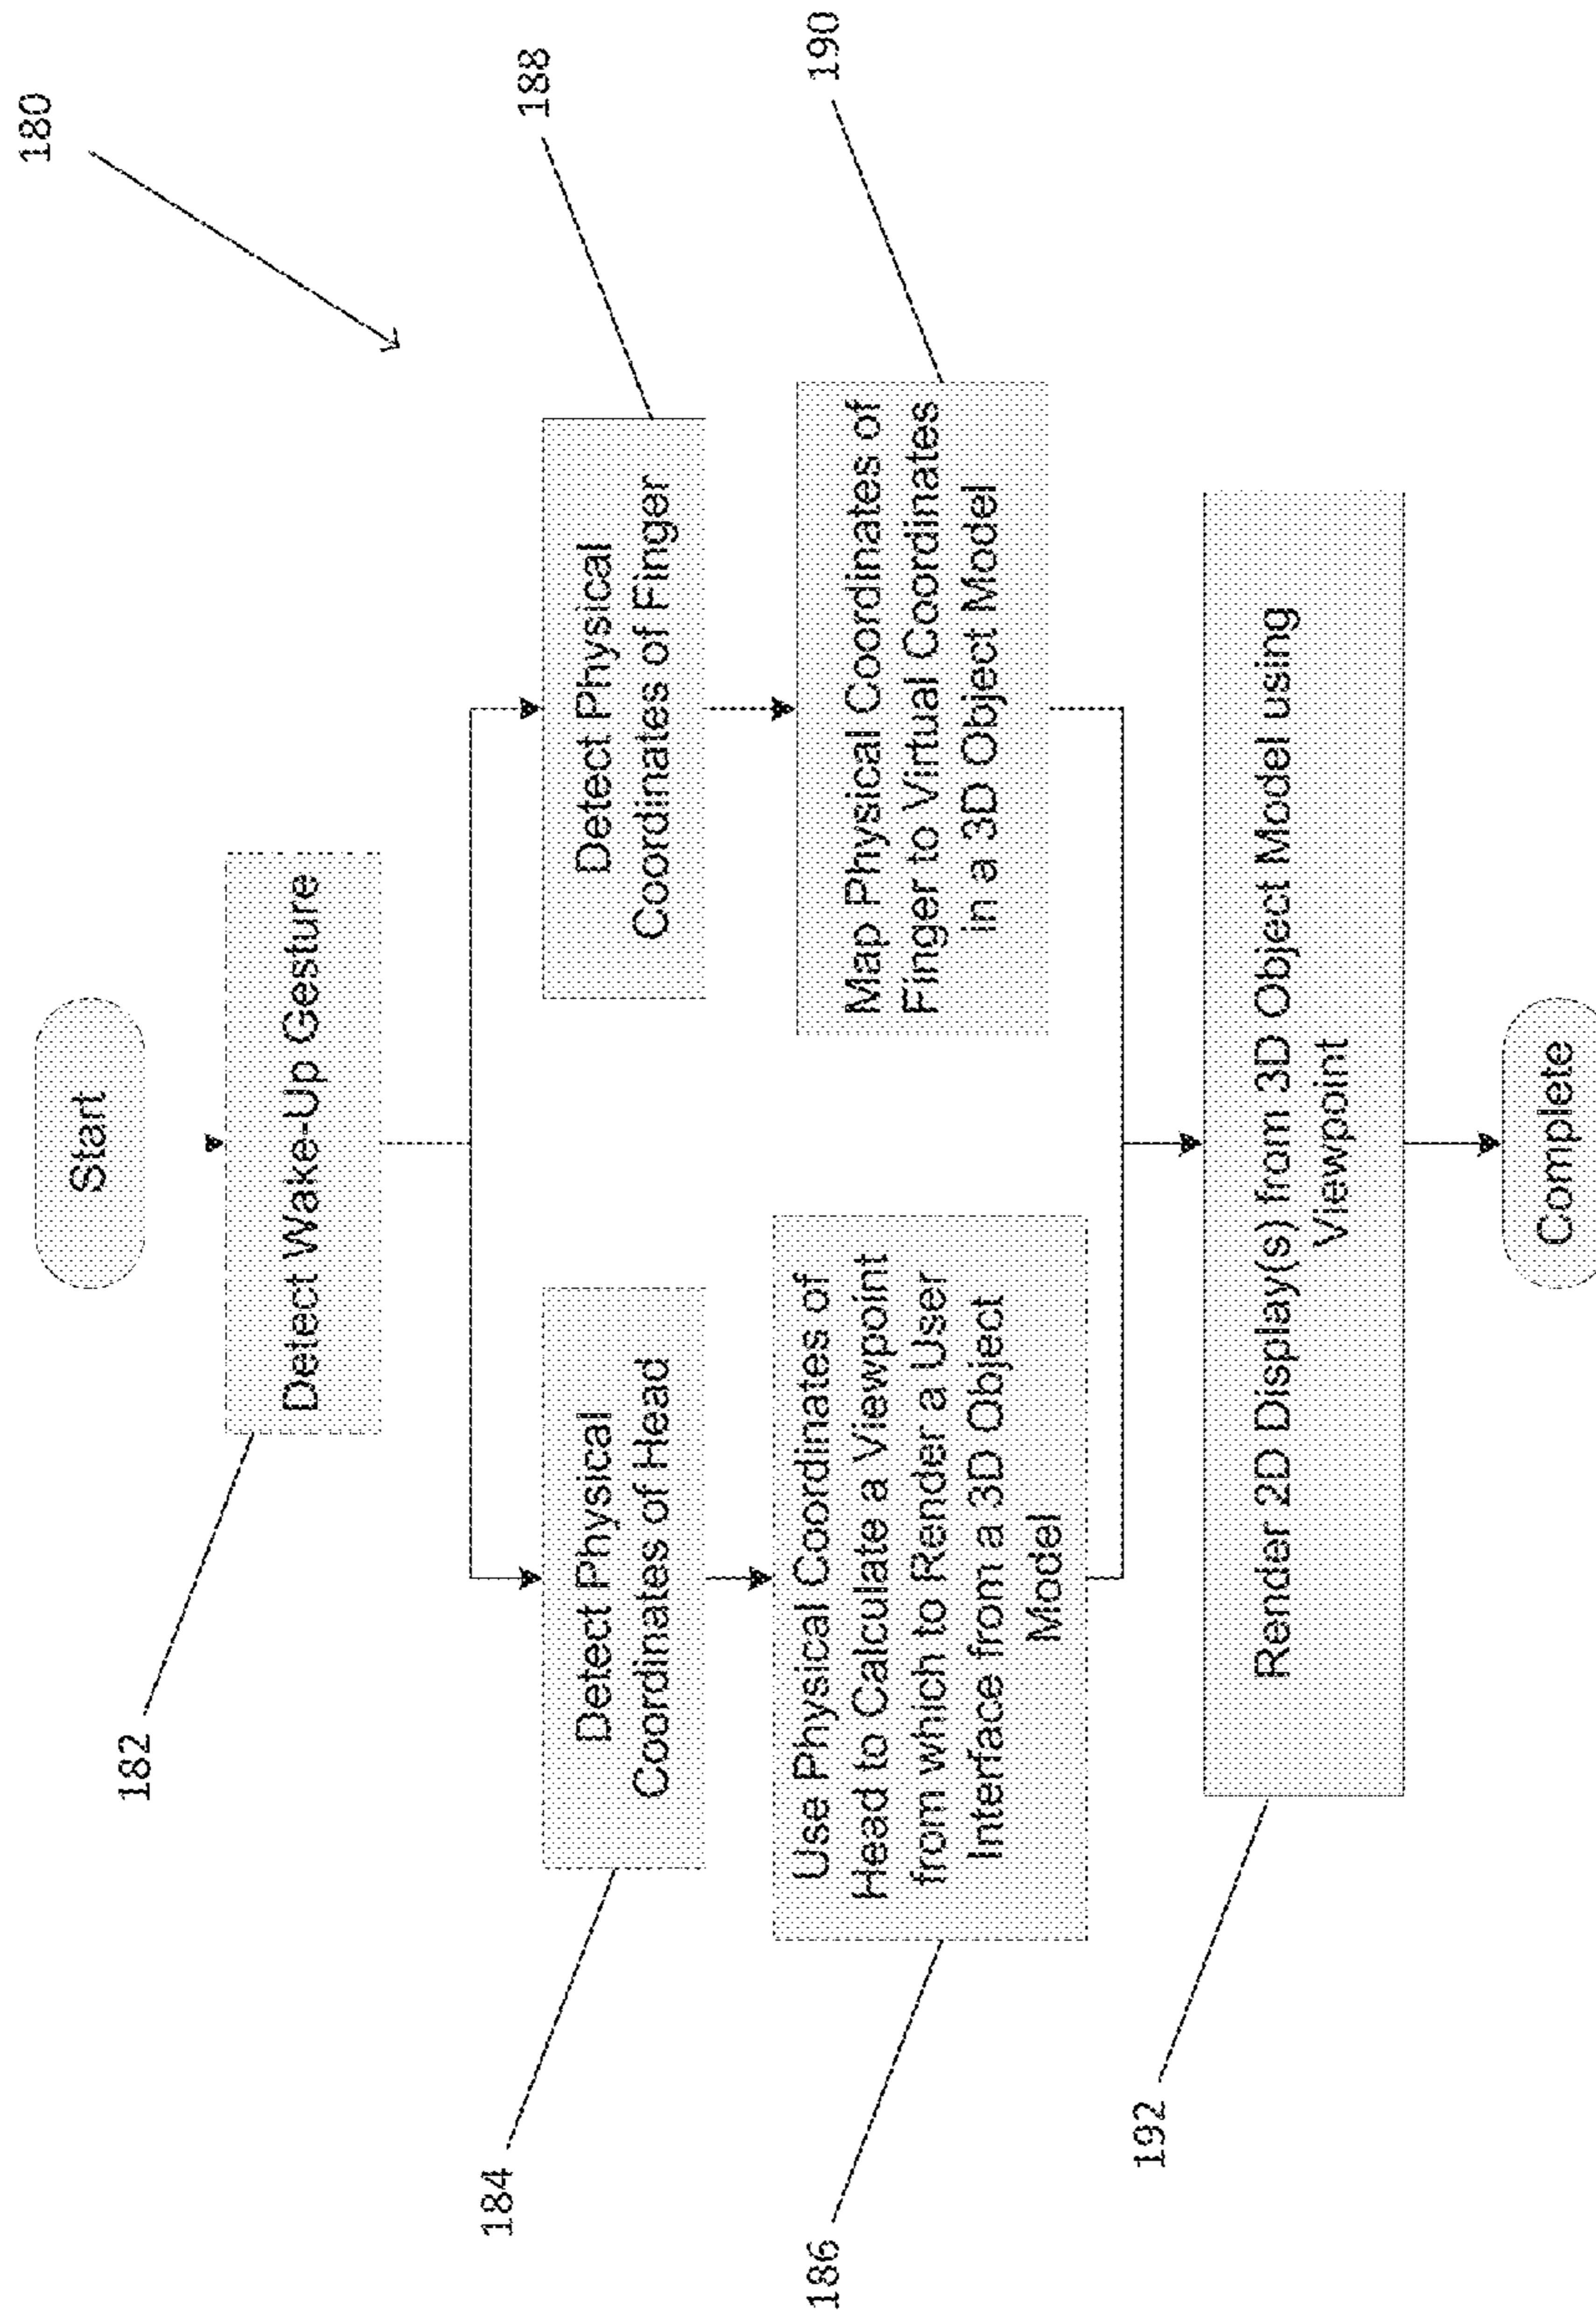 180
Start
182
Detect Wake-Up Gesture
184
Detect Physical
Coordinates of Head
188
Detect Physical
Coordinates of Finger
186
Use Physical Coordinates of
Head to Calculate a Viewpoint
from which to Render a User
Interface from a 3D Object
Model
190
Map Physical Coordinates of
Finger to Virtual Coordinates
in a 3D Object Model
192
Render 2D Display(s) from 3D Object Model using
Viewpoint
Complete